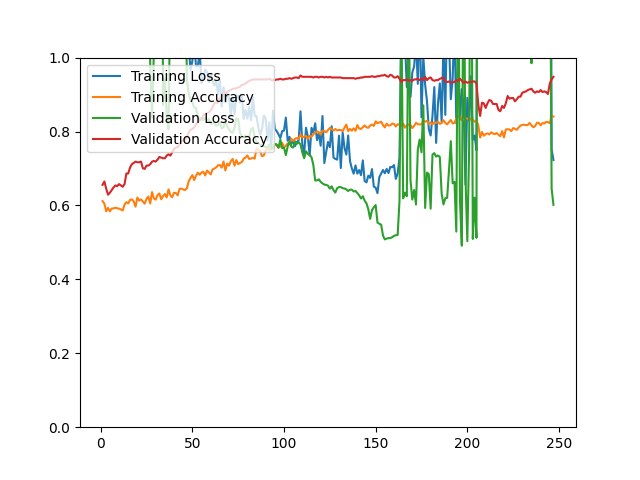 Training Loss
Training Accuracy
Validation Loss
Validation Accuracy
1.0
0.8
0.6
0.4
0.2
0.0
0 50 100 150 200 250